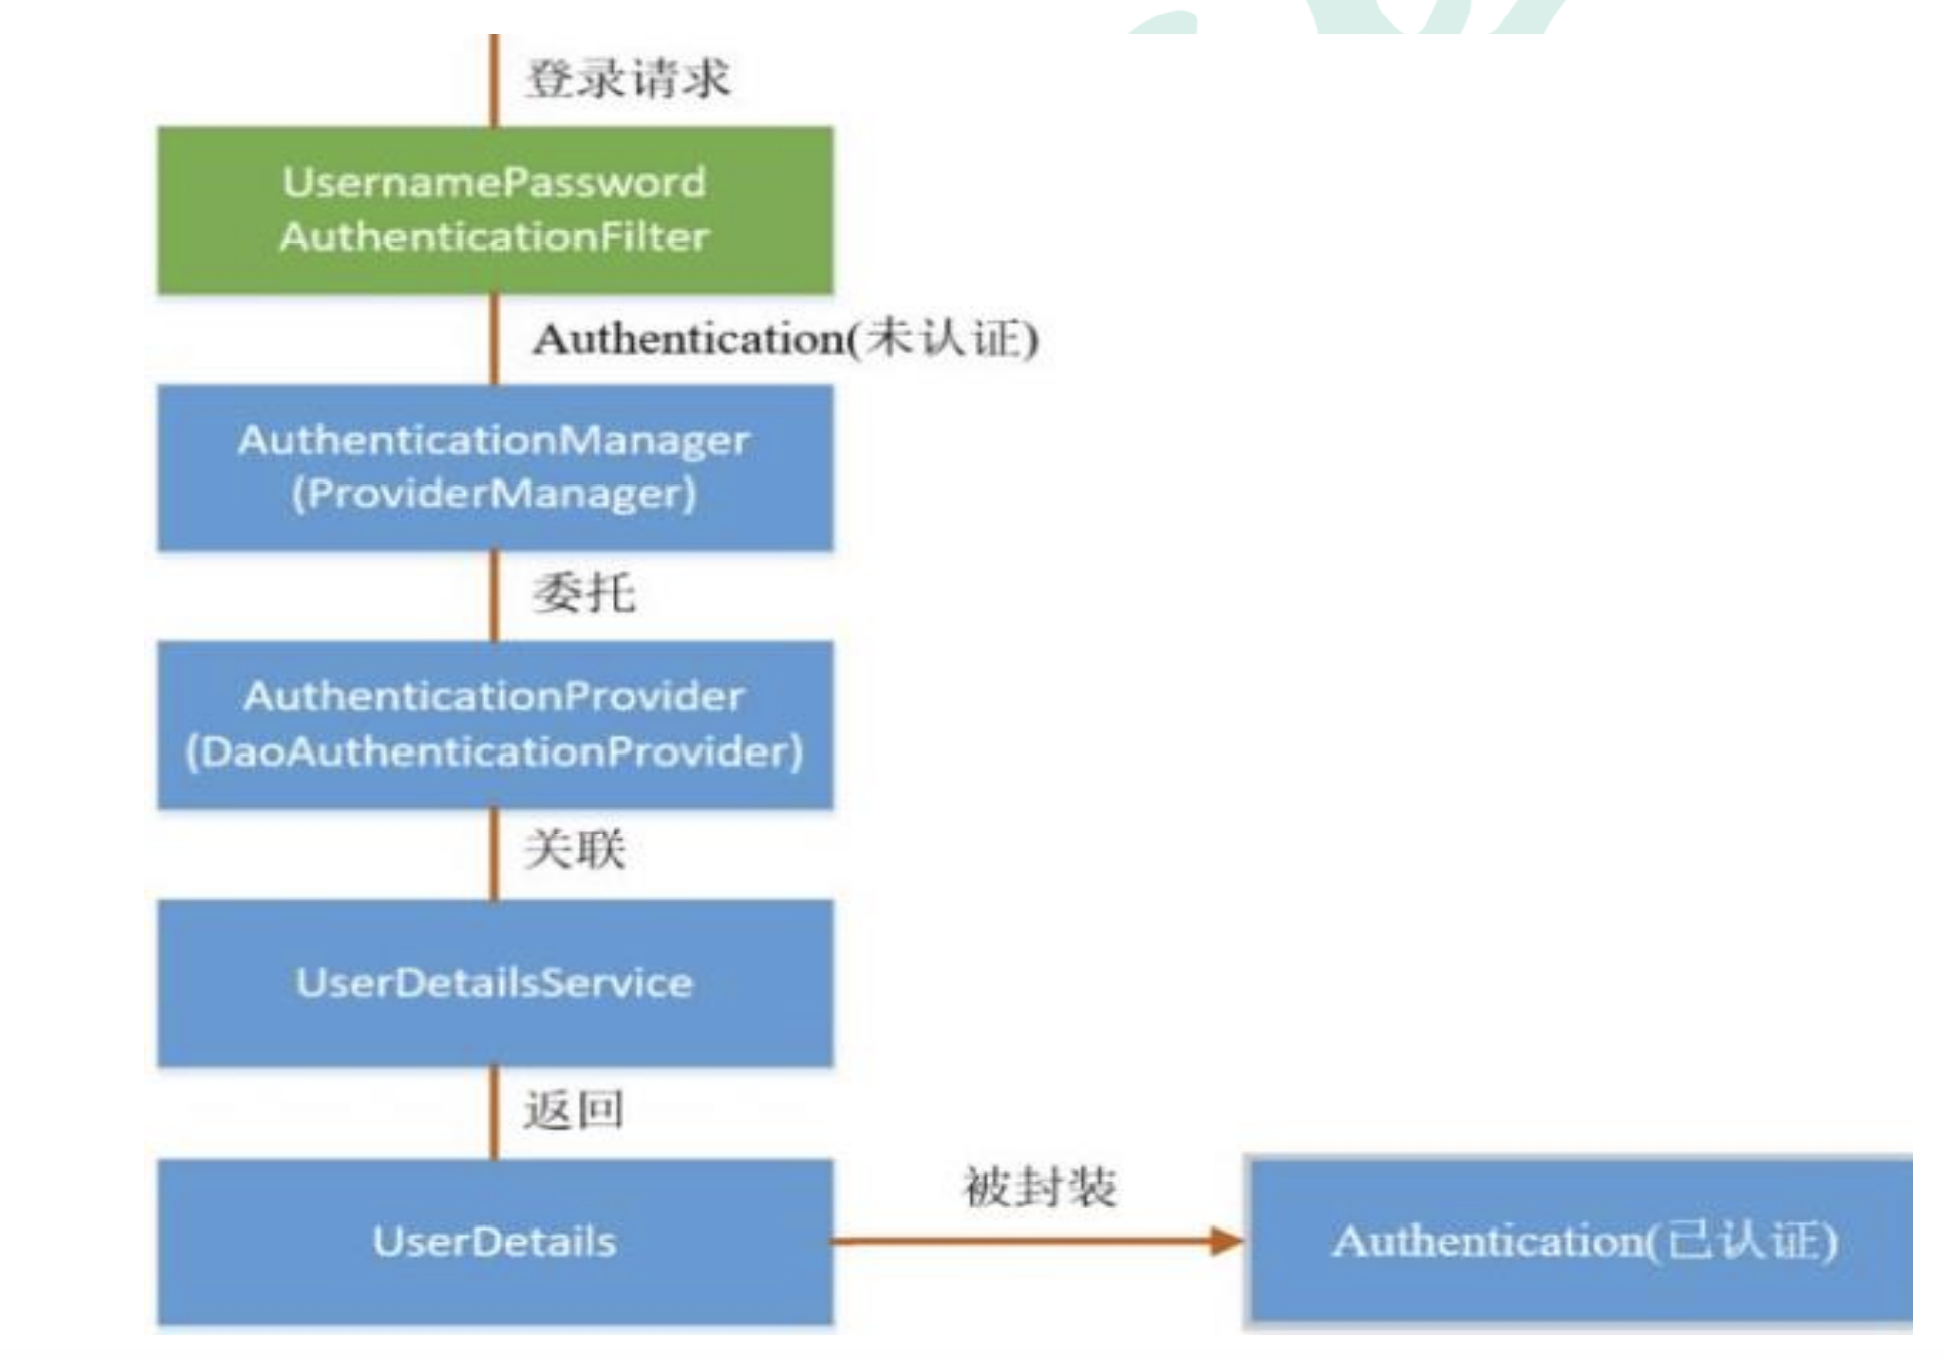 登录请求
UsernamePassword
AuthenticationFilter
Authentication(未认证)
AuthenticationManager
(ProviderManager)
委托
AuthenticationProvider
(DaoAuthenticationProvider)
关联
UserDetailsService
返回
UserDetails
被封装
Authentication(已认证)